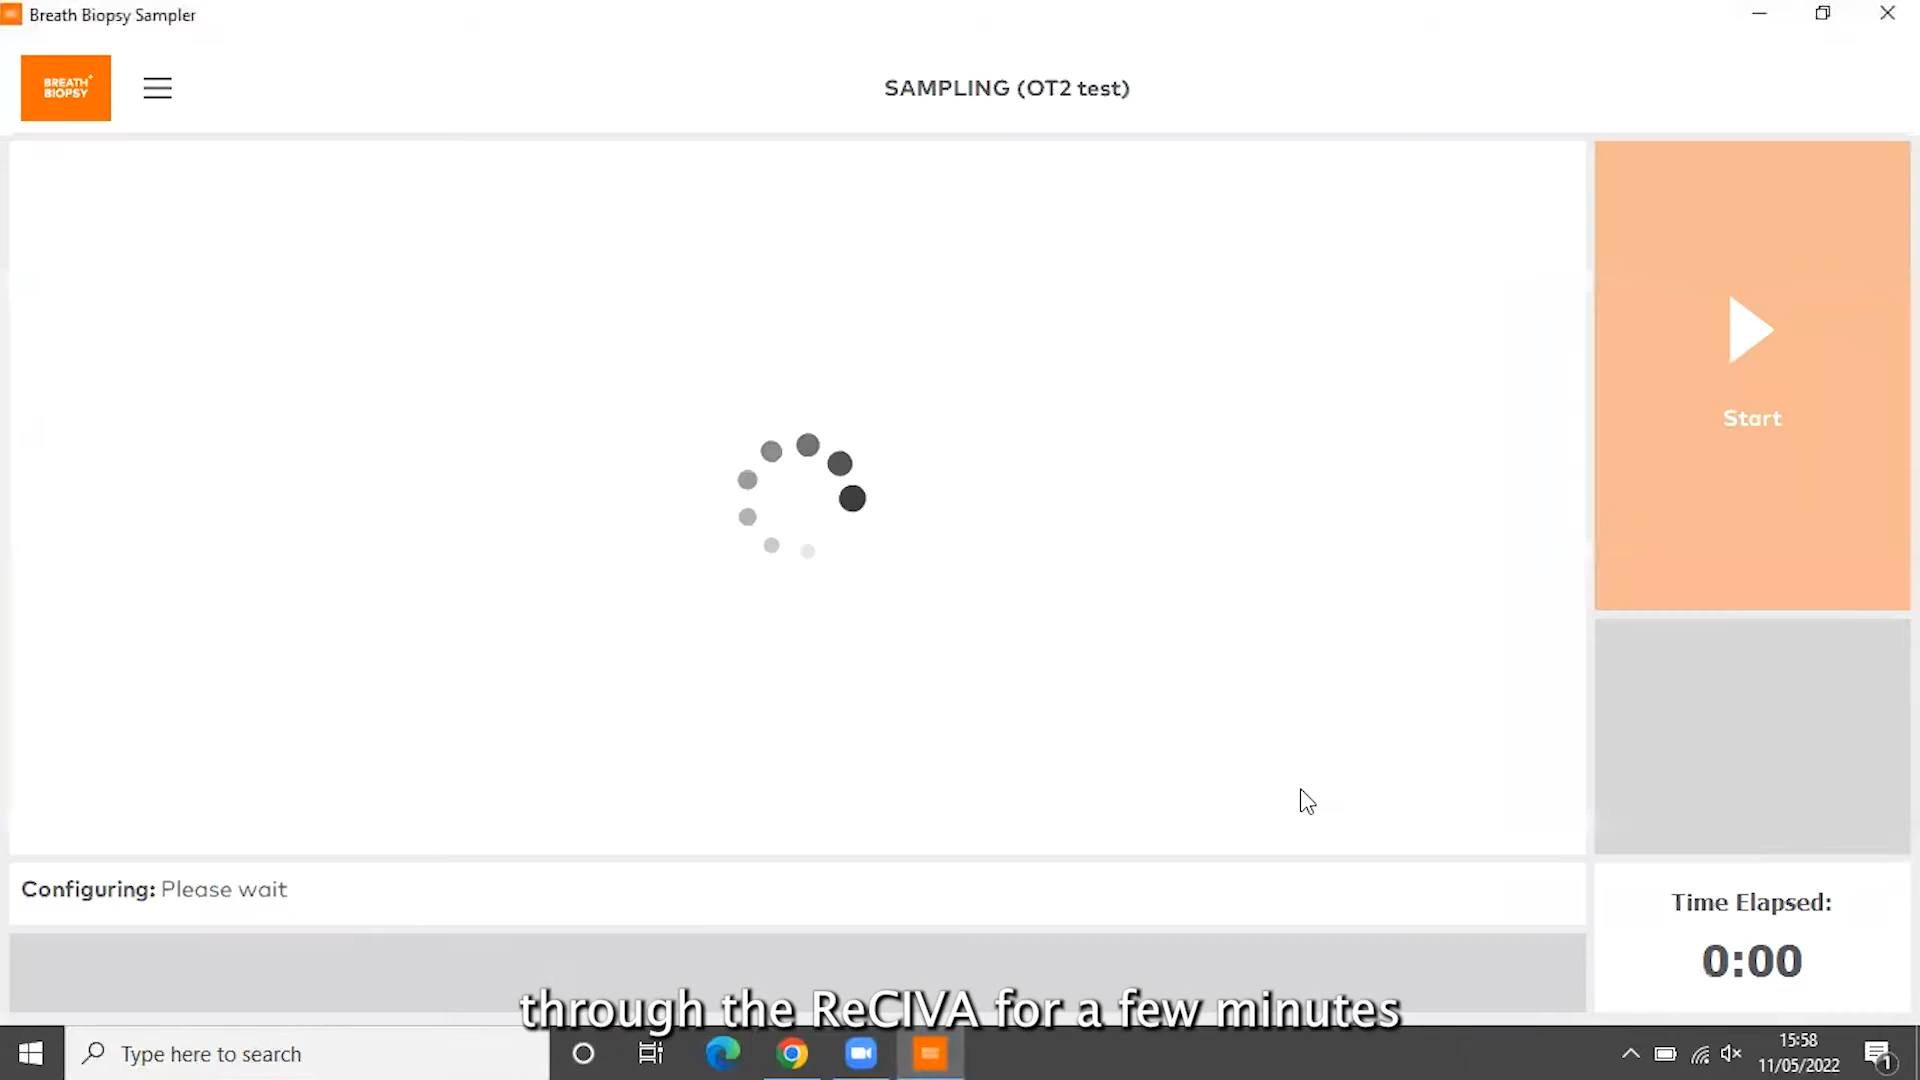 Breath Biopsy Sampler
BREATH
BIOPSY
SAMPLING (OT2 test)
Start
Configuring: Please wait
Time Elapsed:
0:00
through the ReCIVA for a few minutes
Type here to search
15:58
11/05/2022
1